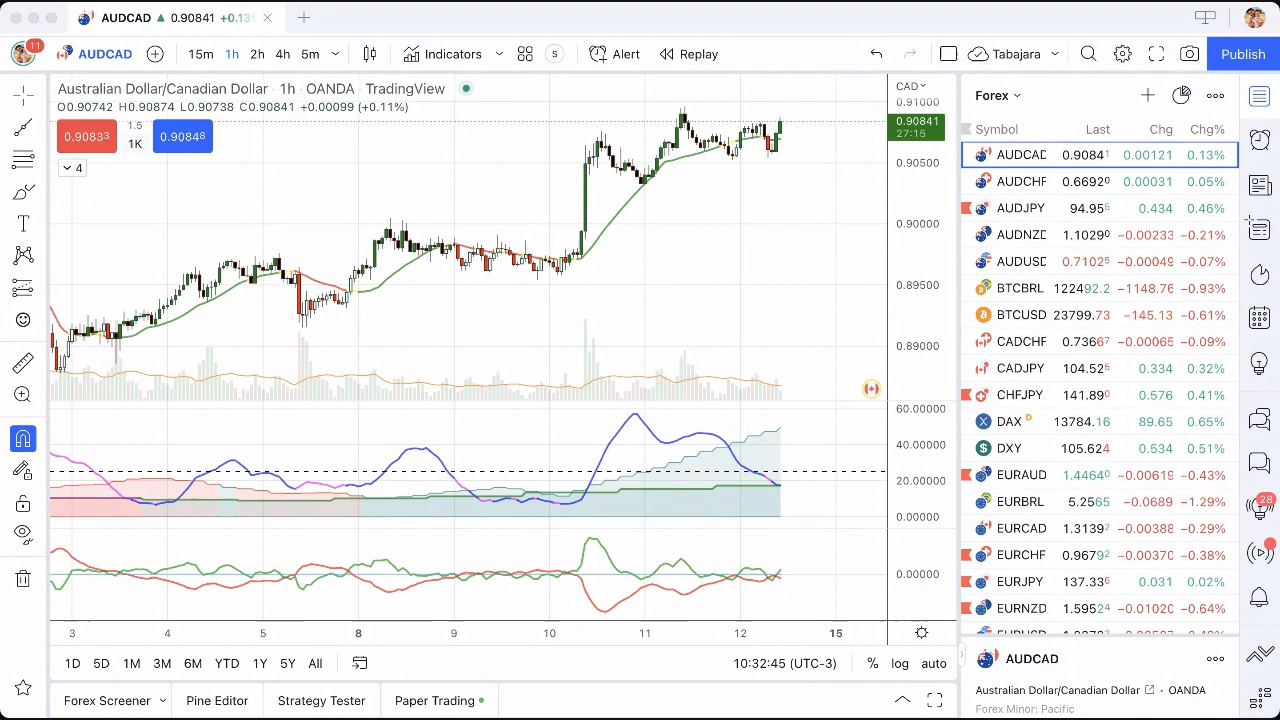 AUDCAD ▲ 0.90841 +0.13
11 AUDCAD 15m 1h 2h 4h 5m Indicators S Alert Replay Tabajara Publish
Australian Dollar/Canadian Dollar · 1h · OANDA · TradingView
O0.90742 H0.90874 L0.90738 C0.90841 +0.00099 (+0.11%)
0.90833 1.5 1K 0.90848
4
CAD
0.91000
0.90841
27:15
0.90500
0.90000
0.89500
0.89000
60.00000
40.00000
20.00000
0.00000
0.00000
3 4 5 8 9 10 11 12 15
1D 5D 1M 3M 6M YTD 1Y 5Y All 10:32:45 (UTC-3) % log auto
Forex Screener Pine Editor Strategy Tester Paper Trading
Forex
Symbol Last Chg Chg%
AUDCAD 0.90841 0.00121 0.13%
AUDCHF 0.66920 0.00031 0.05%
AUDJPY 94.955 0.434 0.46%
AUDNZD 1.10290 −0.00233 −0.21%
AUDUSD 0.71025 −0.00049 −0.07%
BTCBRL 122492.2 −1148.76 −0.93%
BTCUSD 23799.73 −145.13 −0.61%
CADCHF 0.73667 −0.00065 −0.09%
CADJPY 104.525 0.334 0.32%
CHFJPY 141.890 0.576 0.41%
DAX D 13784.16 89.65 0.65%
DXY 105.624 0.534 0.51%
EURAUD 1.44640 −0.00619 −0.43%
EURBRL 5.2565 −0.0689 −1.29%
EURCAD 1.31392 −0.00388 −0.29%
EURCHF 0.96792 −0.00370 −0.38%
EURJPY 137.336 0.031 0.02%
EURNZD 1.59524 −0.01020 −0.64%
28
AUDCAD
Australian Dollar/Canadian Dollar · OANDA
Forex Minor: Pacific